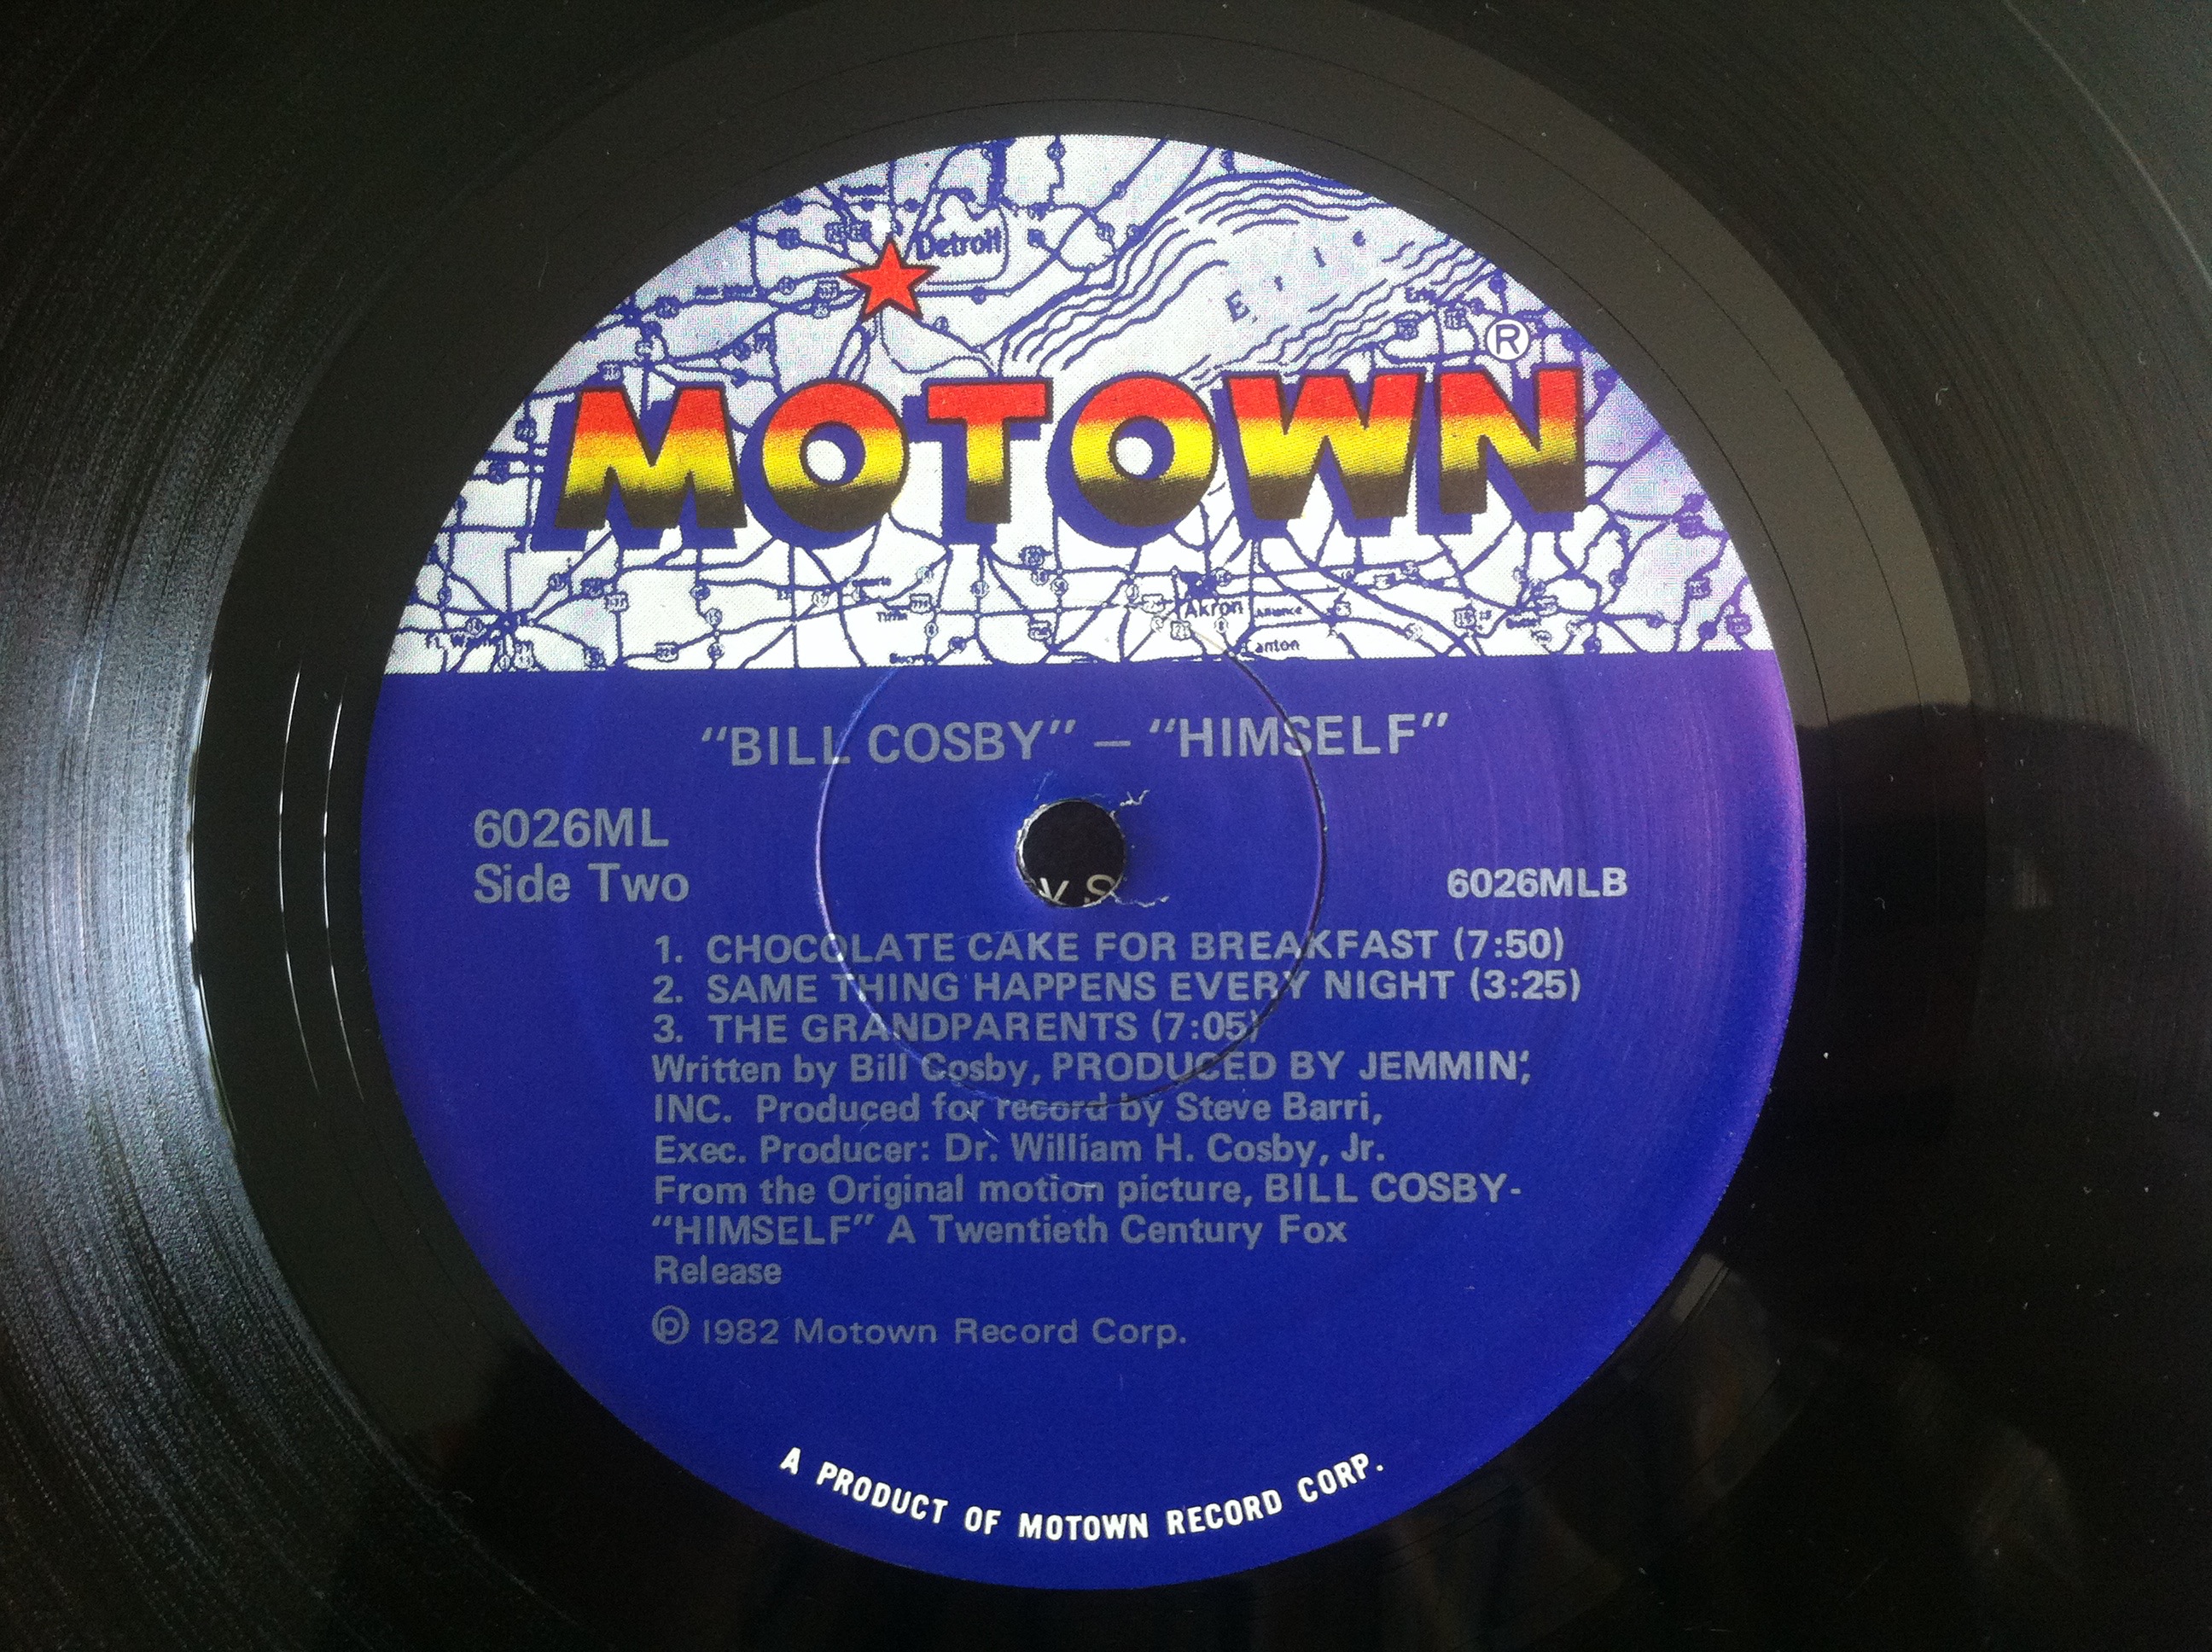 Detroit
E r i e
®
MOTOWN
Akron
Alliance
Canton
"BILL COSBY" – "HIMSELF"
6026ML
Side Two
6026MLB
1. CHOCOLATE CAKE FOR BREAKFAST (7:50)
2. SAME THING HAPPENS EVERY NIGHT (3:25)
3. THE GRANDPARENTS (7:05)
Written by Bill Cosby, PRODUCED BY JEMMIN',
INC. Produced for record by Steve Barri,
Exec. Producer: Dr. William H. Cosby, Jr.
From the Original motion picture, BILL COSBY-
"HIMSELF" A Twentieth Century Fox
Release
℗ 1982 Motown Record Corp.
A PRODUCT OF MOTOWN RECORD CORP.